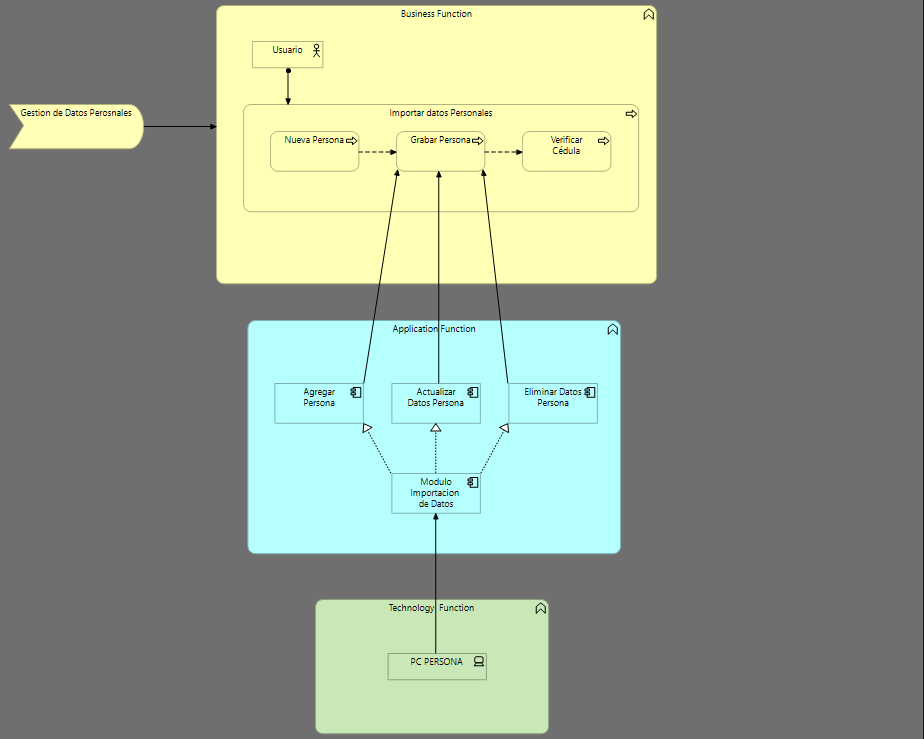 Business Function
Usuario
Gestion de Datos Perosnales
Importar datos Personales
Nueva Persona
Grabar Persona
Verificar
Cédula
Application Function
Agregar
Persona
Actualizar
Datos Persona
Eliminar Datos
Persona
Modulo
Importacion
de Datos
Technology Function
PC PERSONA